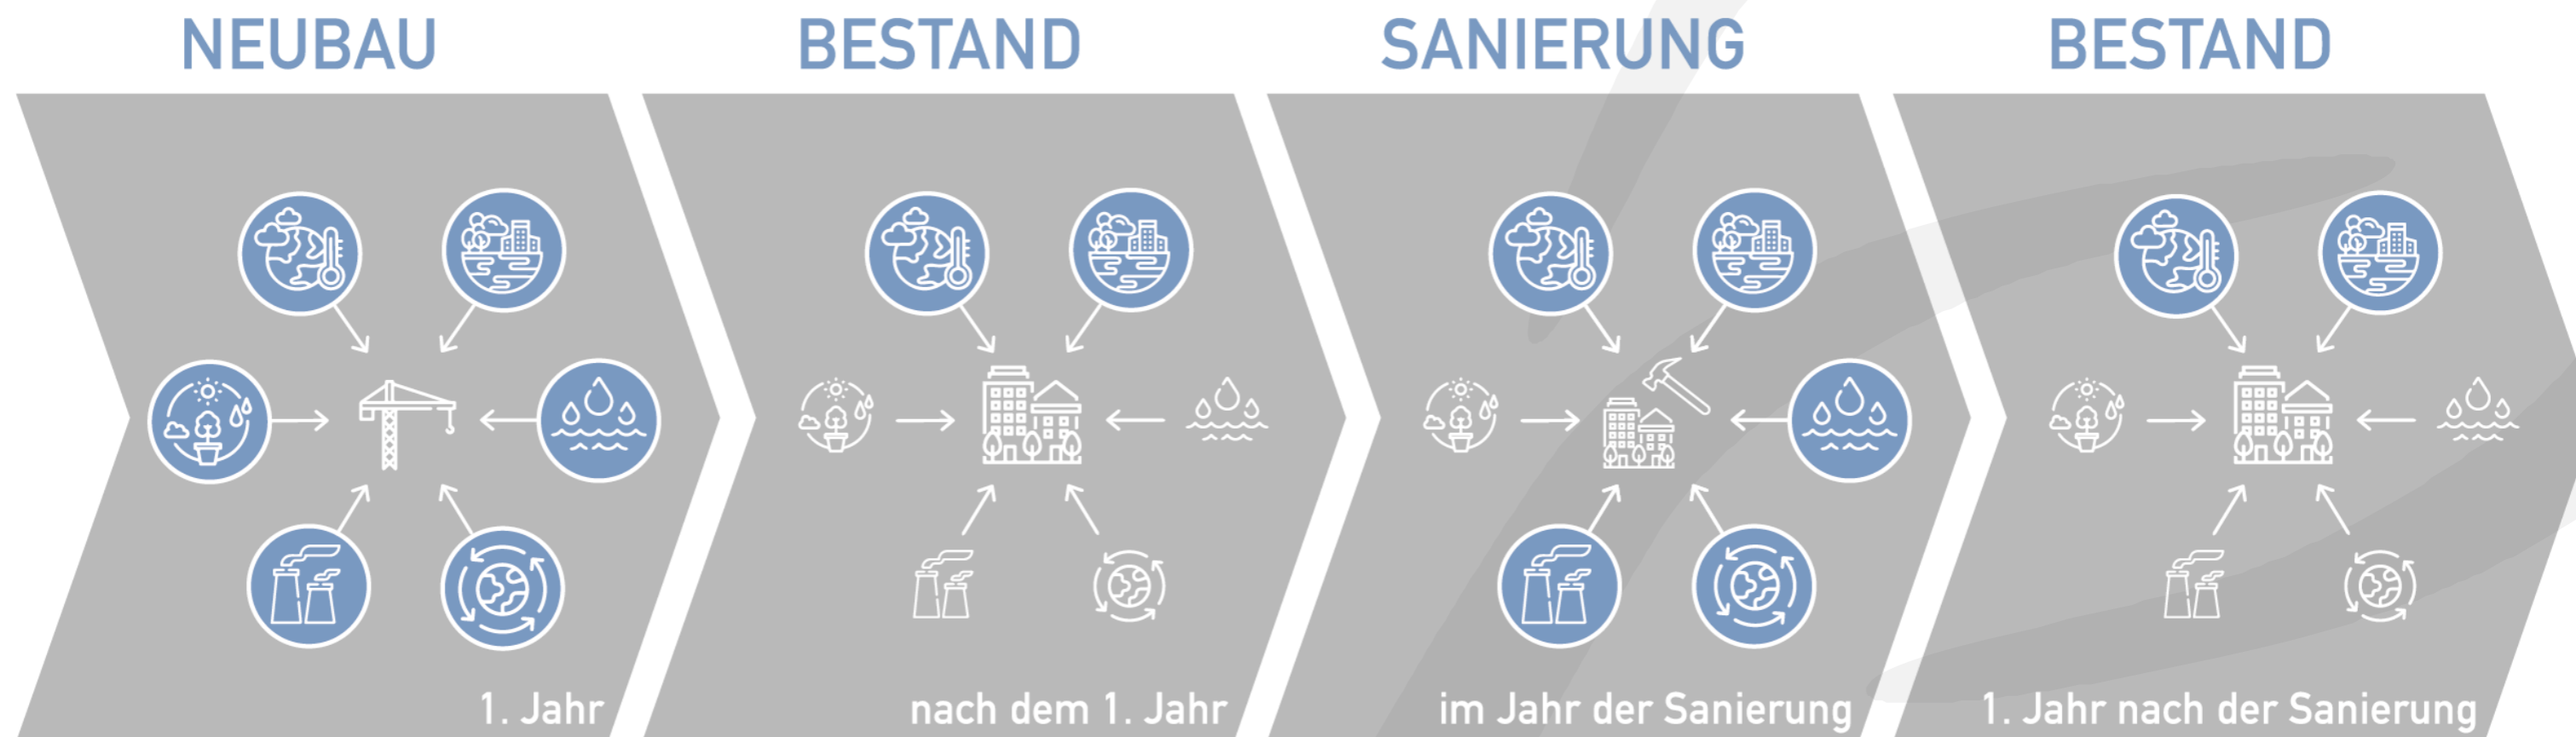 NEUBAU
BESTAND
SANIERUNG
BESTAND
1. Jahr
nach dem 1. Jahr
im Jahr der Sanierung
1. Jahr nach der Sanierung